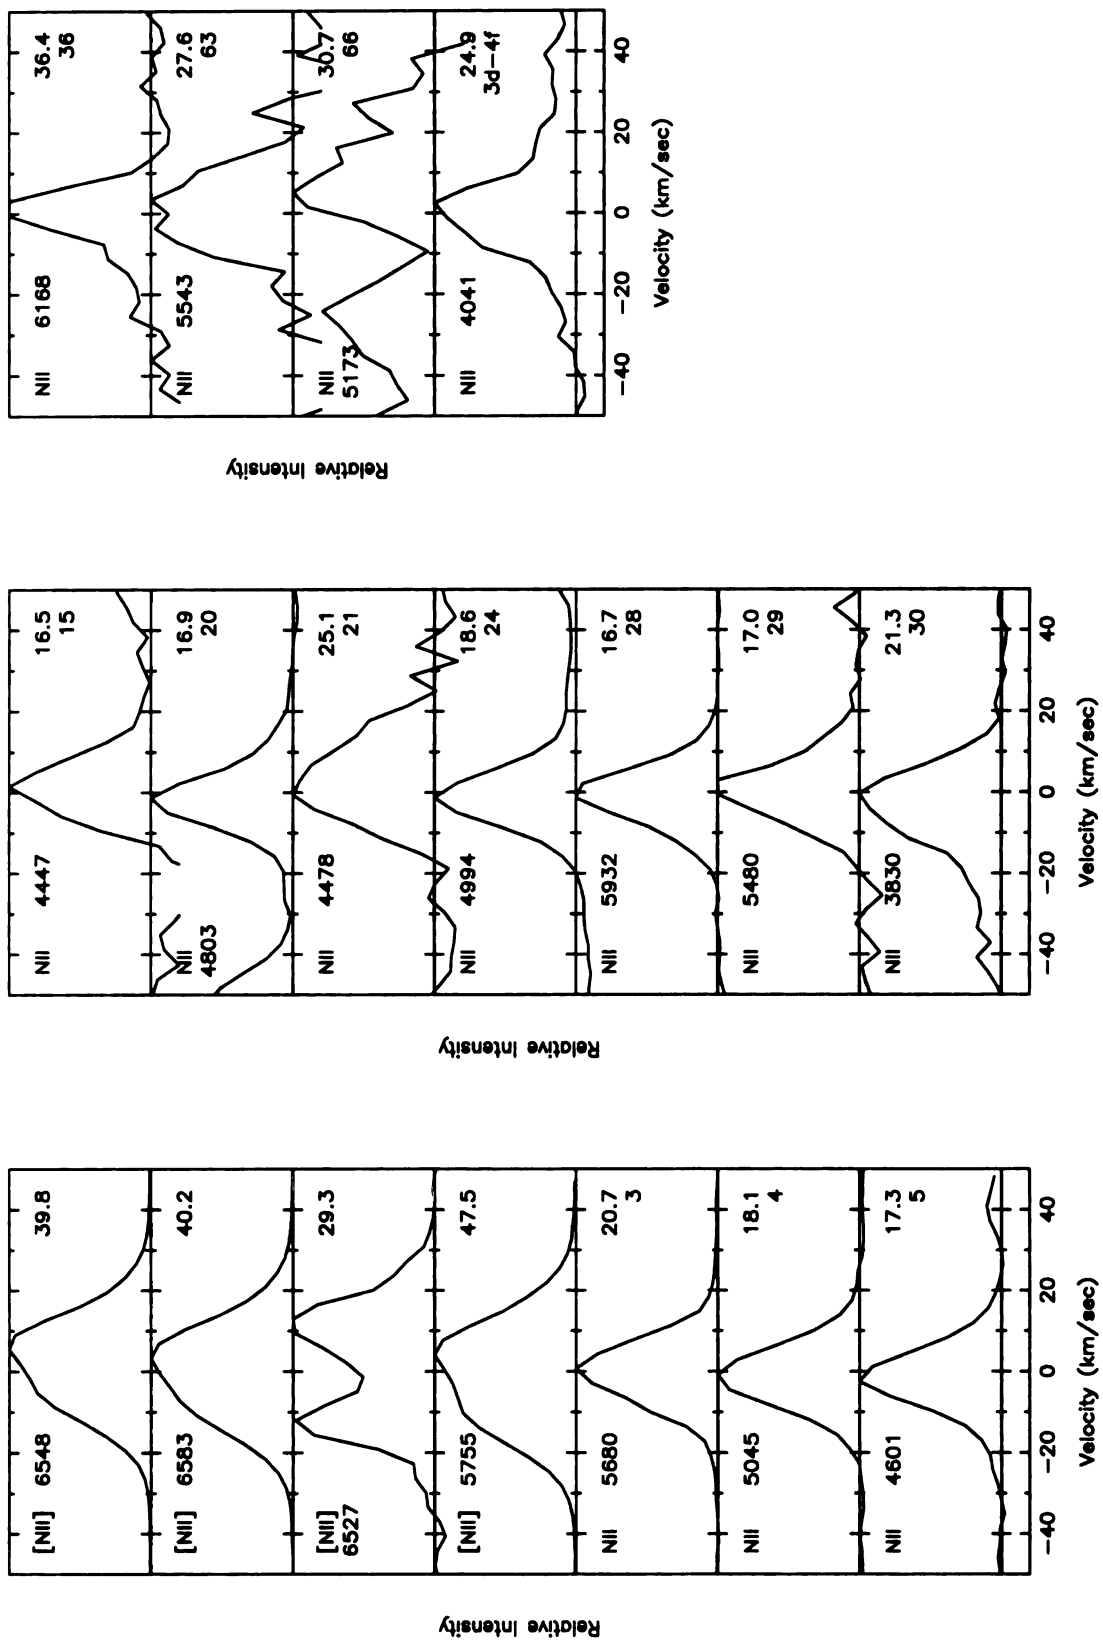 [NII] 6548 39.8
[NII] 6583 40.2
[NII] 29.3
6527
[NII] 5755 47.5
NII 5680 20.7
3
NII 5045 18.1
4
NII 4601 17.3
5
-40 -20 0 20 40
Velocity (km/sec)
Relative Intensity
NII 4447 16.5
15
NII 16.9
4803 20
NII 4478 25.1
21
NII 4994 18.6
24
NII 5932 16.7
28
NII 5480 17.0
29
NII 3830 21.3
30
-40 -20 0 20 40
Velocity (km/sec)
Relative Intensity
NII 6168 36.4
36
NII 5543 27.6
63
NII 30.7
5173 66
NII 4041 24.9
3d-4f
-40 -20 0 20 40
Velocity (km/sec)
Relative Intensity